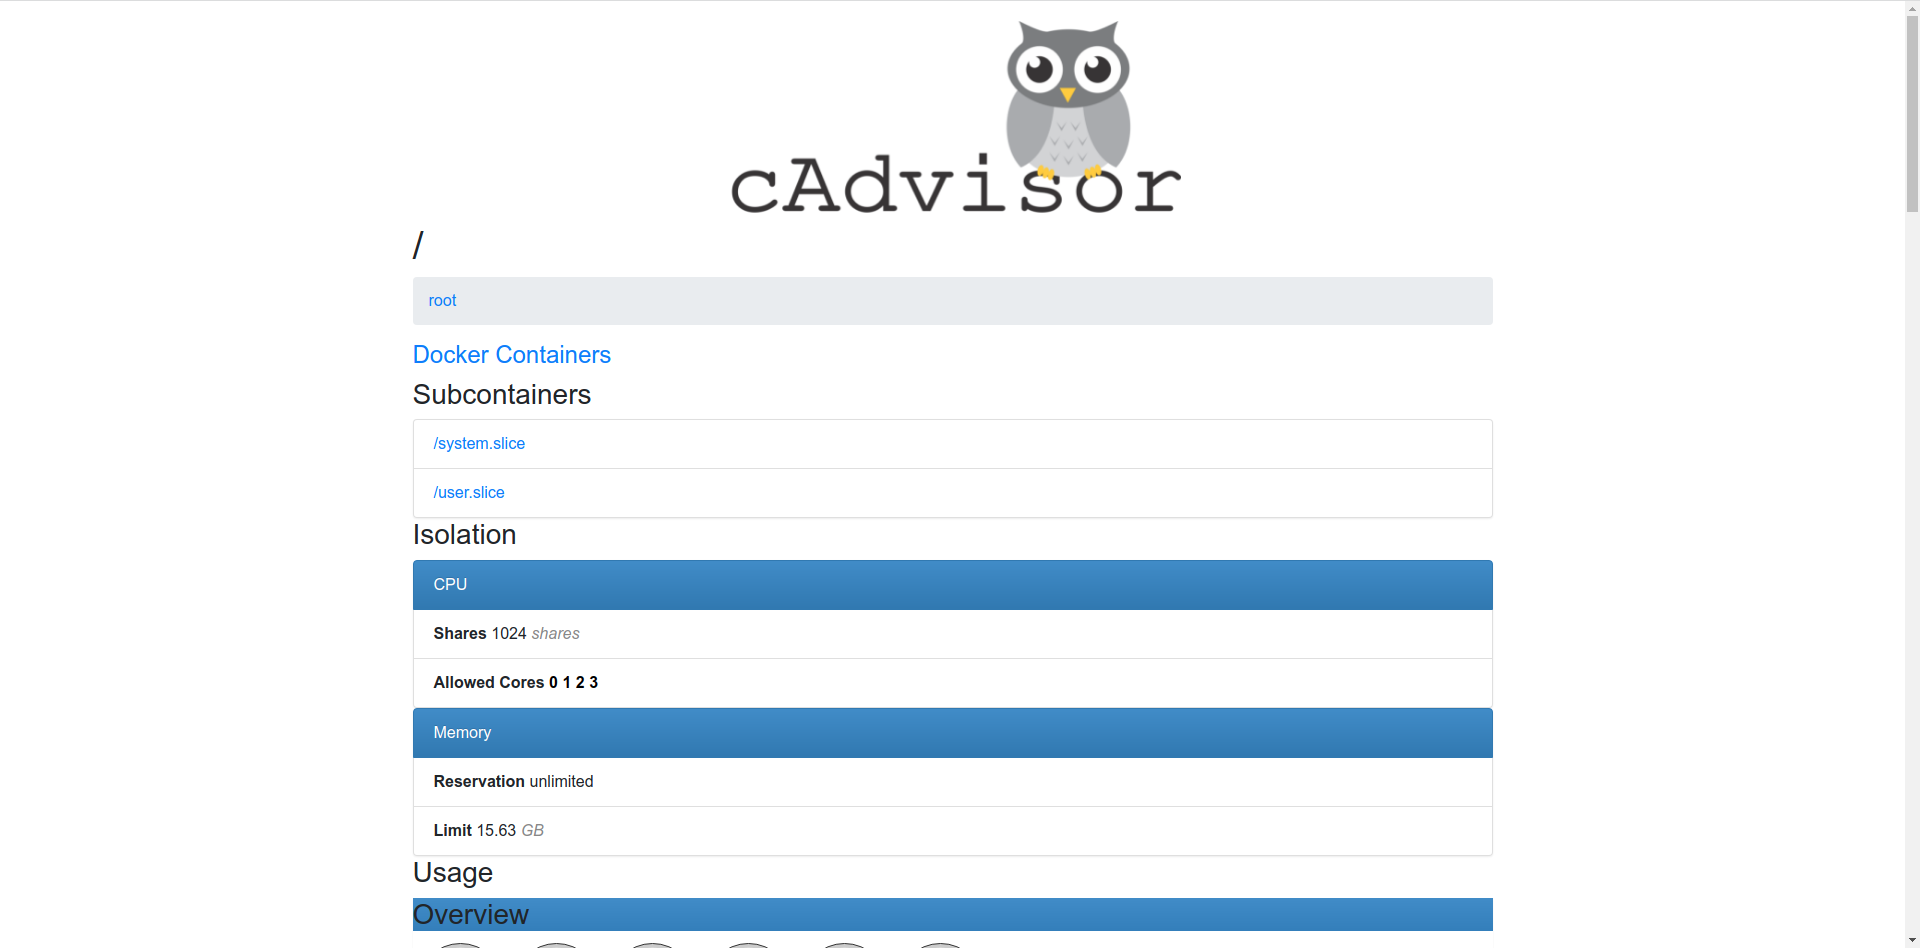 cAdvisor
/
root
Docker Containers
Subcontainers
/system.slice
/user.slice
Isolation
CPU
Shares 1024 shares
Allowed Cores 0 1 2 3
Memory
Reservation unlimited
Limit 15.63 GB
Usage
Overview